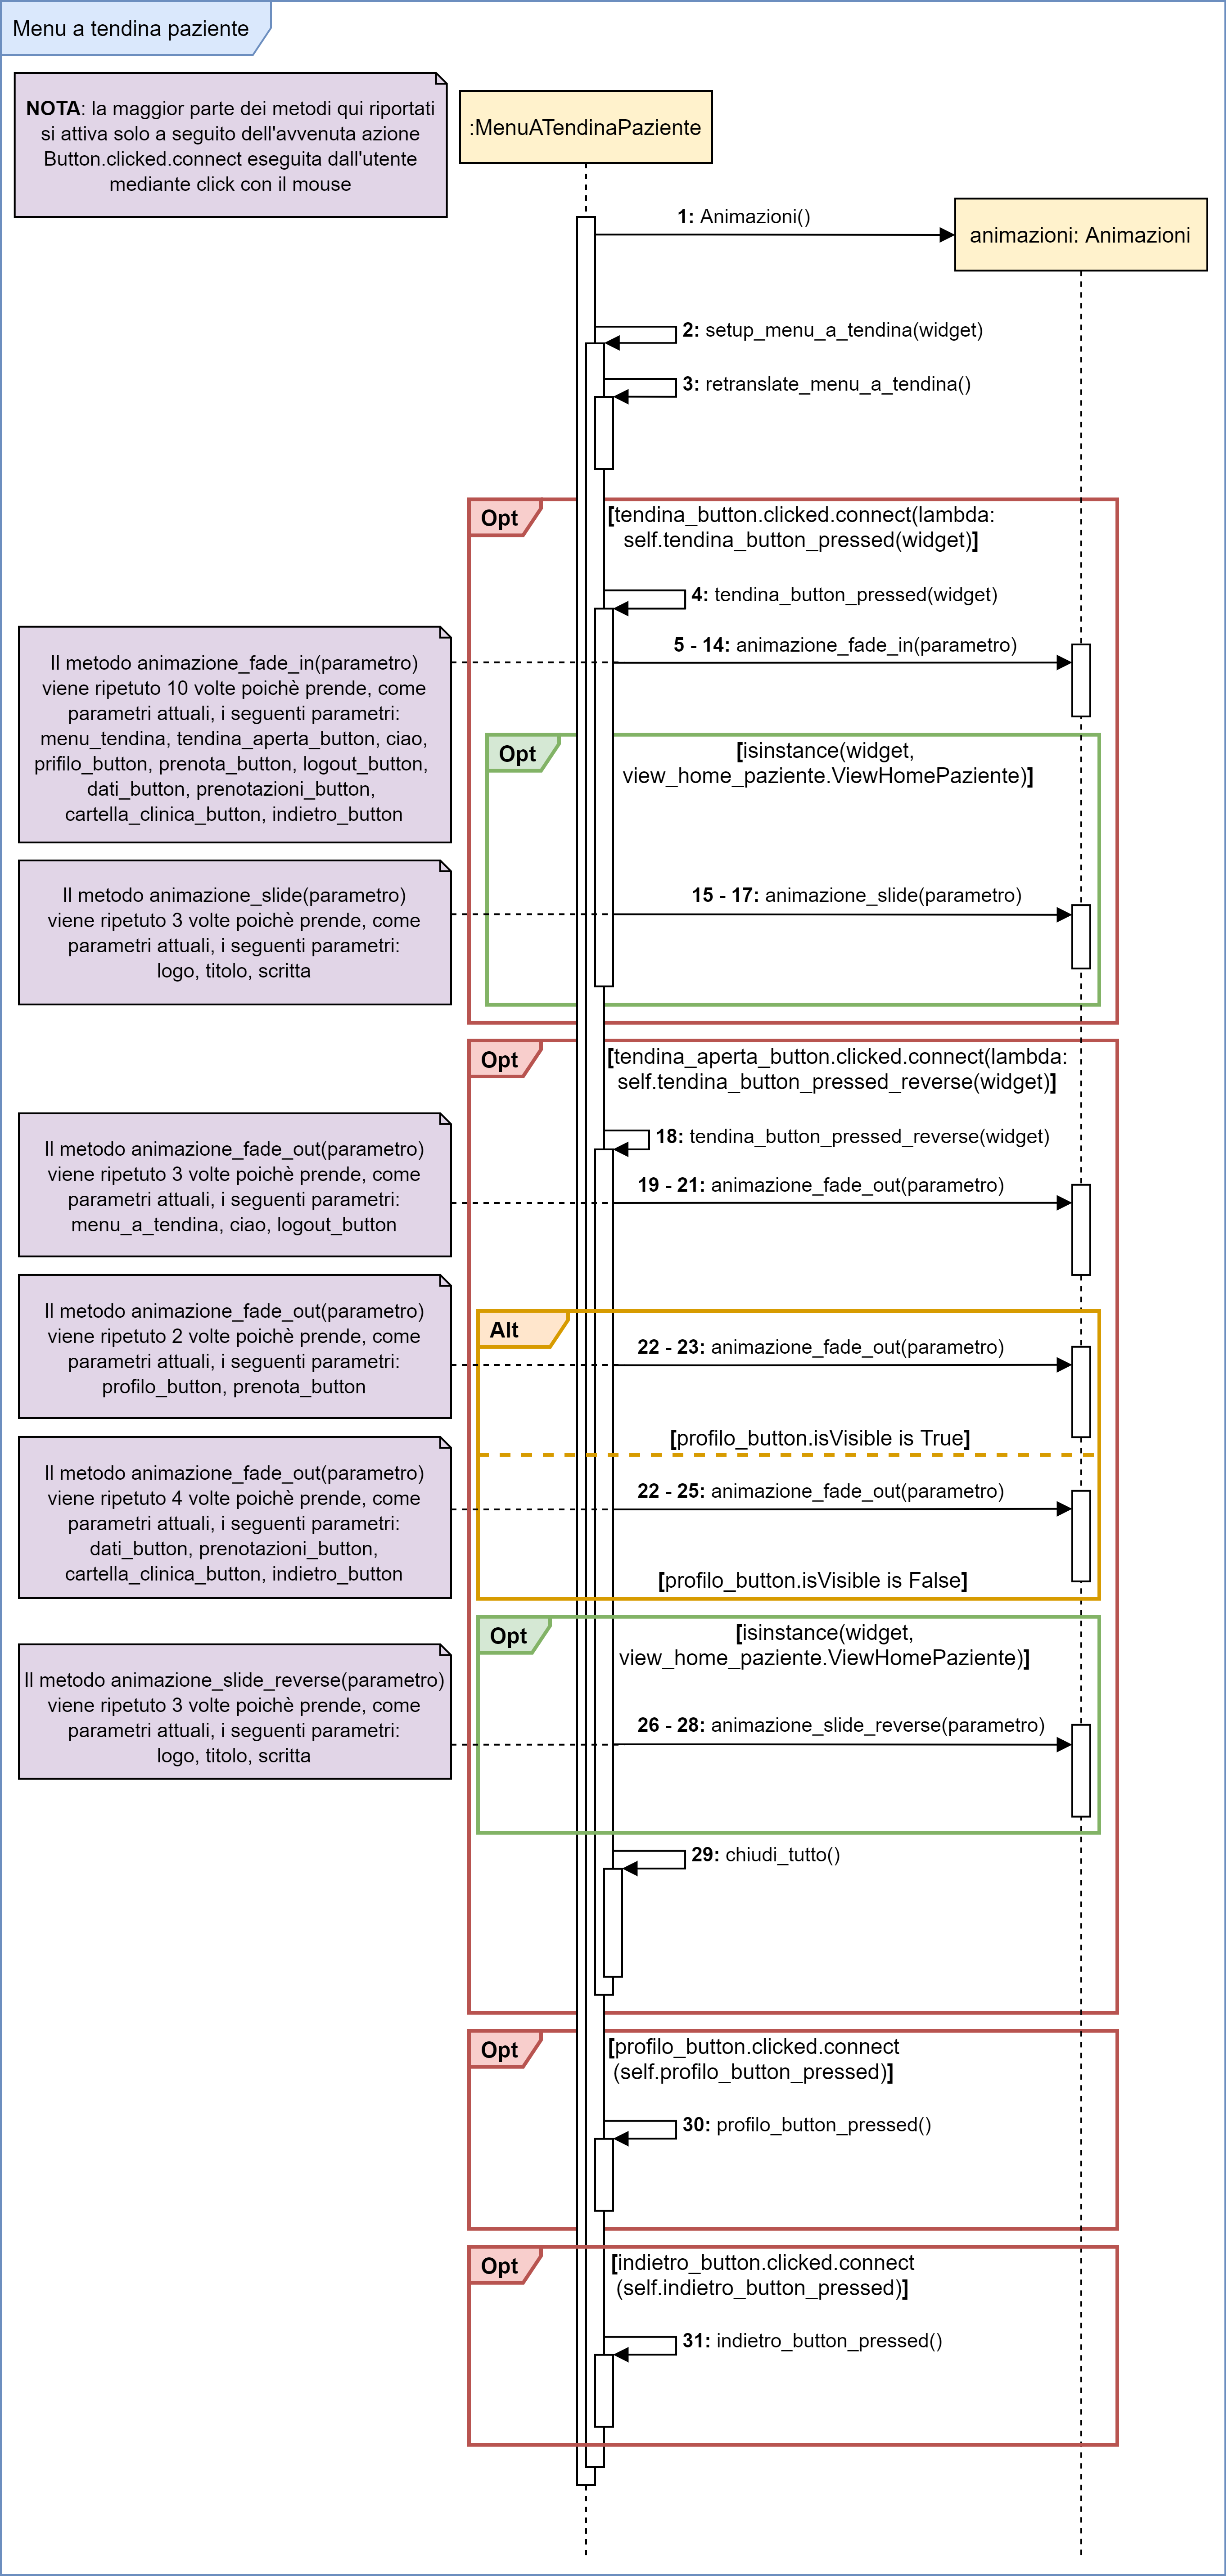 Menu a tendina paziente
NOTA: la maggior parte dei metodi qui riportati
si attiva solo a seguito dell'avvenuta azione
Button.clicked.connect eseguita dall'utente
mediante click con il mouse
:MenuATendinaPaziente
1: Animazioni()
animazioni: Animazioni
2: setup_menu_a_tendina(widget)
3: retranslate_menu_a_tendina()
Opt
[tendina_button.clicked.connect(lambda:
self.tendina_button_pressed(widget)]
4: tendina_button_pressed(widget)
5 - 14: animazione_fade_in(parametro)
Il metodo animazione_fade_in(parametro)
viene ripetuto 10 volte poichè prende, come
parametri attuali, i seguenti parametri:
menu_tendina, tendina_aperta_button, ciao,
prifilo_button, prenota_button, logout_button,
dati_button, prenotazioni_button,
cartella_clinica_button, indietro_button
Opt
[isinstance(widget,
view_home_paziente.ViewHomePaziente)]
Il metodo animazione_slide(parametro)
viene ripetuto 3 volte poichè prende, come
parametri attuali, i seguenti parametri:
logo, titolo, scritta
15 - 17: animazione_slide(parametro)
Opt
[tendina_aperta_button.clicked.connect(lambda:
self.tendina_button_pressed_reverse(widget)]
18: tendina_button_pressed_reverse(widget)
Il metodo animazione_fade_out(parametro)
viene ripetuto 3 volte poichè prende, come
parametri attuali, i seguenti parametri:
menu_a_tendina, ciao, logout_button
19 - 21: animazione_fade_out(parametro)
Il metodo animazione_fade_out(parametro)
viene ripetuto 2 volte poichè prende, come
parametri attuali, i seguenti parametri:
profilo_button, prenota_button
Alt
22 - 23: animazione_fade_out(parametro)
[profilo_button.isVisible is True]
Il metodo animazione_fade_out(parametro)
viene ripetuto 4 volte poichè prende, come
parametri attuali, i seguenti parametri:
dati_button, prenotazioni_button,
cartella_clinica_button, indietro_button
22 - 25: animazione_fade_out(parametro)
[profilo_button.isVisible is False]
Opt
[isinstance(widget,
view_home_paziente.ViewHomePaziente)]
Il metodo animazione_slide_reverse(parametro)
viene ripetuto 3 volte poichè prende, come
parametri attuali, i seguenti parametri:
logo, titolo, scritta
26 - 28: animazione_slide_reverse(parametro)
29: chiudi_tutto()
Opt
[profilo_button.clicked.connect
(self.profilo_button_pressed)]
30: profilo_button_pressed()
Opt
[indietro_button.clicked.connect
(self.indietro_button_pressed)]
31: indietro_button_pressed()